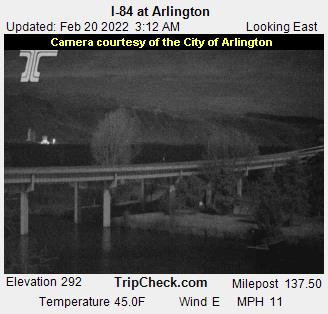 I-84 at Arlington
Updated: Feb 20 2022 3:12 AM Looking East
Camera courtesy of the City of Arlington
Elevation 292 TripCheck.com Milepost 137.50
Temperature 45.0F Wind E MPH 11